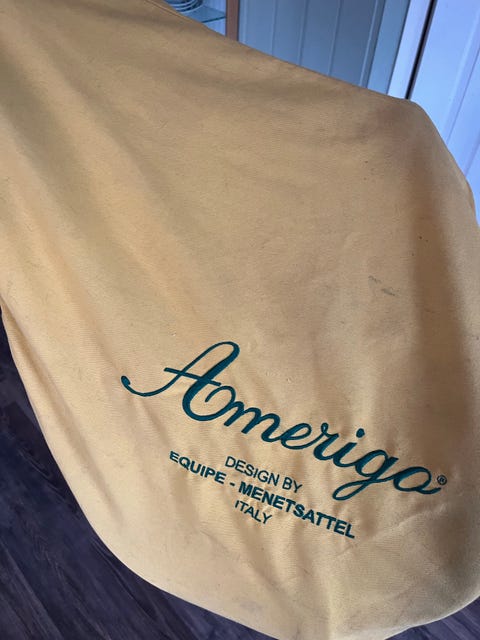 Amerigo®
DESIGN BY
EQUIPE - MENETSATTEL
ITALY